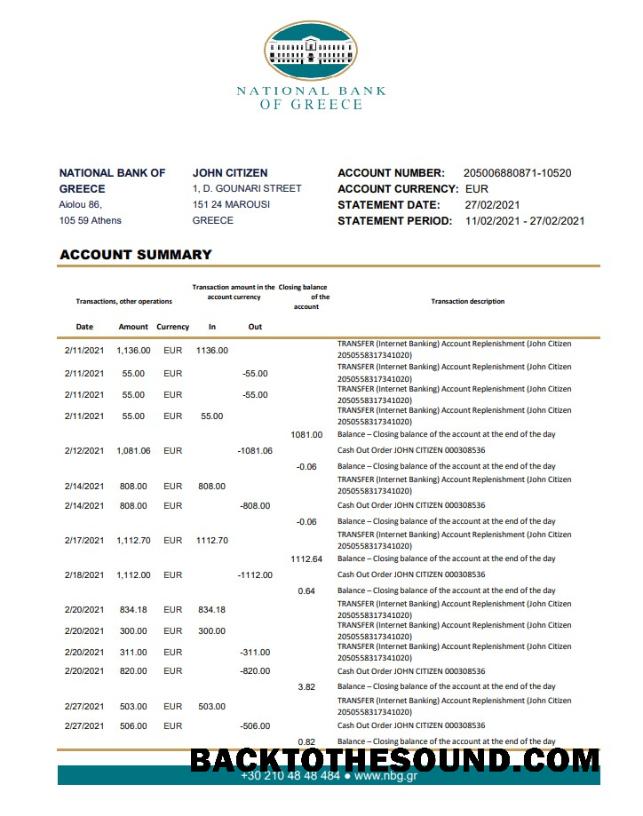 NATIONAL BANK
OF GREECE
NATIONAL BANK OF
GREECE
Aiolou 86,
105 59 Athens
JOHN CITIZEN
1, D. GOUNARI STREET
151 24 MAROUSI
GREECE
ACCOUNT NUMBER: 205006880871-10520
ACCOUNT CURRENCY: EUR
STATEMENT DATE: 27/02/2021
STATEMENT PERIOD: 11/02/2021 - 27/02/2021
ACCOUNT SUMMARY
Transactions, other operations
Transaction amount in the
account currency
Closing balance
of the
account
Transaction description
Date Amount Currency In Out
2/11/2021 1,136.00 EUR 1136.00 TRANSFER (Internet Banking) Account Replenishment (John Citizen
2050558317341020)
2/11/2021 55.00 EUR -55.00 TRANSFER (Internet Banking) Account Replenishment (John Citizen
2050558317341020)
2/11/2021 55.00 EUR -55.00 TRANSFER (Internet Banking) Account Replenishment (John Citizen
2050558317341020)
2/11/2021 55.00 EUR 55.00 TRANSFER (Internet Banking) Account Replenishment (John Citizen
2050558317341020)
1081.00 Balance – Closing balance of the account at the end of the day
2/12/2021 1,081.06 EUR -1081.06 Cash Out Order JOHN CITIZEN 000308536
-0.06 Balance – Closing balance of the account at the end of the day
2/14/2021 808.00 EUR 808.00 TRANSFER (Internet Banking) Account Replenishment (John Citizen
2050558317341020)
2/14/2021 808.00 EUR -808.00 Cash Out Order JOHN CITIZEN 000308536
-0.06 Balance – Closing balance of the account at the end of the day
2/17/2021 1,112.70 EUR 1112.70 TRANSFER (Internet Banking) Account Replenishment (John Citizen
2050558317341020)
1112.64 Balance – Closing balance of the account at the end of the day
2/18/2021 1,112.00 EUR -1112.00 Cash Out Order JOHN CITIZEN 000308536
0.64 Balance – Closing balance of the account at the end of the day
2/20/2021 834.18 EUR 834.18 TRANSFER (Internet Banking) Account Replenishment (John Citizen
2050558317341020)
2/20/2021 300.00 EUR 300.00 TRANSFER (Internet Banking) Account Replenishment (John Citizen
2050558317341020)
2/20/2021 311.00 EUR -311.00 TRANSFER (Internet Banking) Account Replenishment (John Citizen
2050558317341020)
2/20/2021 820.00 EUR -820.00 Cash Out Order JOHN CITIZEN 000308536
3.82 Balance – Closing balance of the account at the end of the day
2/27/2021 503.00 EUR 503.00 TRANSFER (Internet Banking) Account Replenishment (John Citizen
2050558317341020)
2/27/2021 506.00 EUR -506.00 Cash Out Order JOHN CITIZEN 000308536
0.82 Balance – Closing balance of the account at the end of the day
BACKTOTHESOUND.COM
+30 210 48 48 484 ● www.nbg.gr